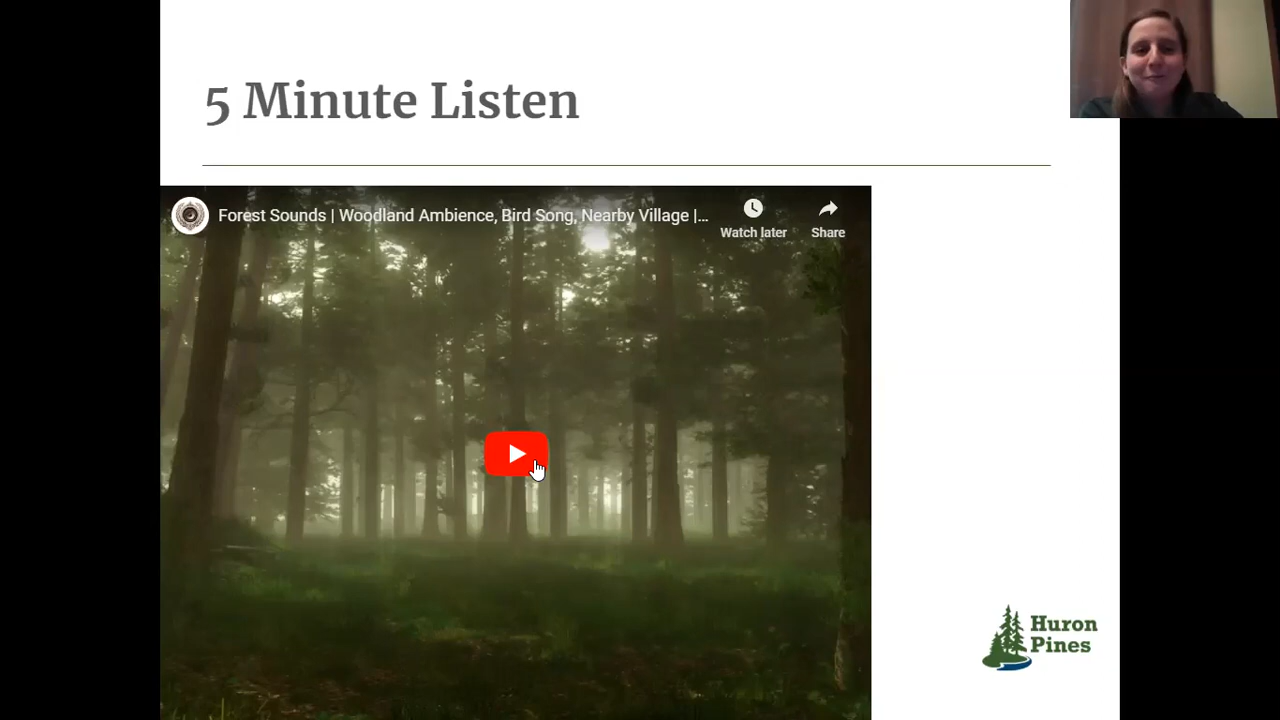 5 Minute Listen
Forest Sounds | Woodland Ambience, Bird Song, Nearby Village |...
Watch later
Share
Huron
Pines